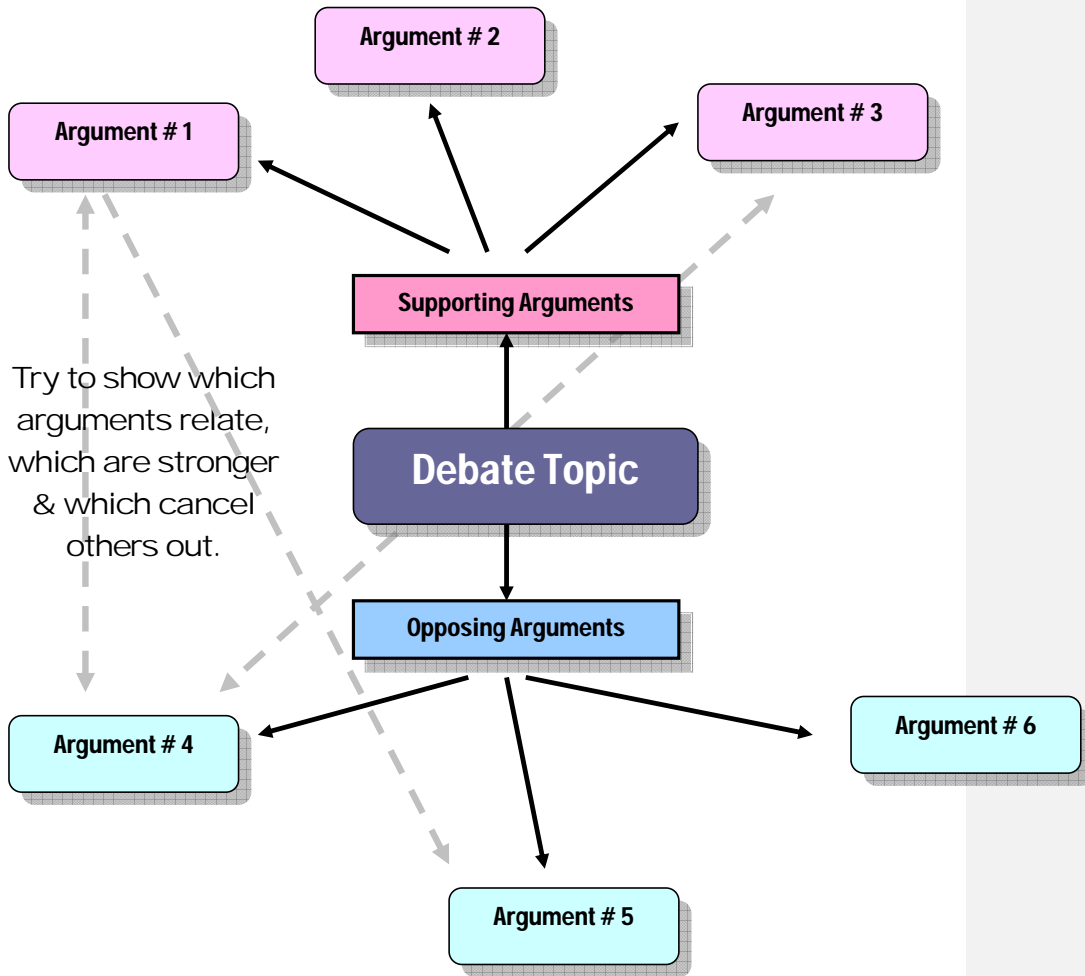 Argument # 2
Argument # 1
Argument # 3
Supporting Arguments
Try to show which
arguments relate,
which are stronger
& which cancel
others out.
Debate Topic
Opposing Arguments
Argument # 4
Argument # 6
Argument # 5